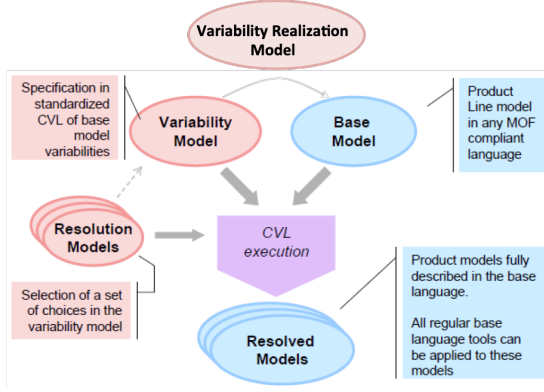 Variability Realization
Model
Specification in
standardized
CVL of base
model
variabilities
Variability
Model
Base
Model
Product
Line model
in any MOF
compliant
language
Resolution
Models
CVL
execution
Selection of a set
of choices in the
variability model
Resolved
Models
Product models fully
described in the base
language.
All regular base
language tools can
be applied to these
models